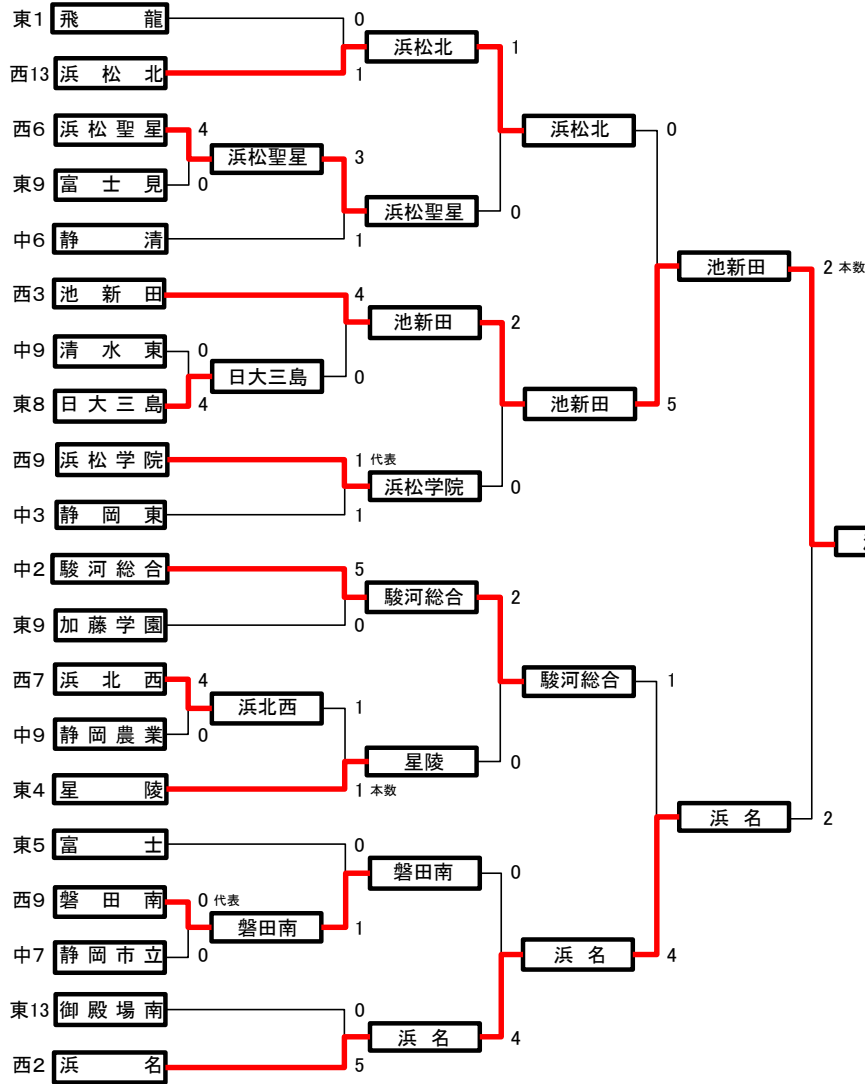 東1 飛龍 0
浜松北 1
西13 浜松北 1
浜松北 0
西6 浜松聖星 4
浜松聖星 3
東9 富士見 0
浜松聖星 0
中6 静清 1
池新田 2 本数
西3 池新田 4
池新田 2
中9 清水東 0
日大三島 0
東8 日大三島 4
池新田 5
西9 浜松学院 1 代表
浜松学院 0
中3 静岡東 1
中2 駿河総合 5
駿河総合 2
東9 加藤学園 0
西7 浜北西 4
駿河総合 1
浜北西 1
中9 静岡農業 0
星陵 0
東4 星陵 1 本数
浜名 2
東5 富士 0
磐田南 0
西9 磐田南 0 代表
磐田南 1
中7 静岡市立 0
浜名 4
東13 御殿場南 0
浜名 4
西2 浜名 5